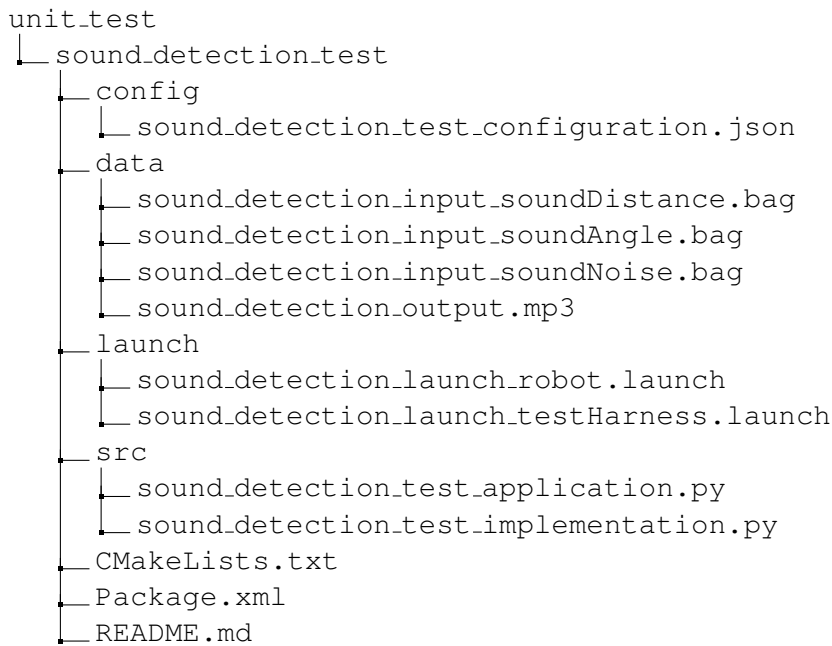 unit_test
sound_detection_test
config
sound_detection_test_configuration.json
data
sound_detection_input_soundDistance.bag
sound_detection_input_soundAngle.bag
sound_detection_input_soundNoise.bag
sound_detection_output.mp3
launch
sound_detection_launch_robot.launch
sound_detection_launch_testHarness.launch
src
sound_detection_test_application.py
sound_detection_test_implementation.py
CMakeLists.txt
Package.xml
README.md